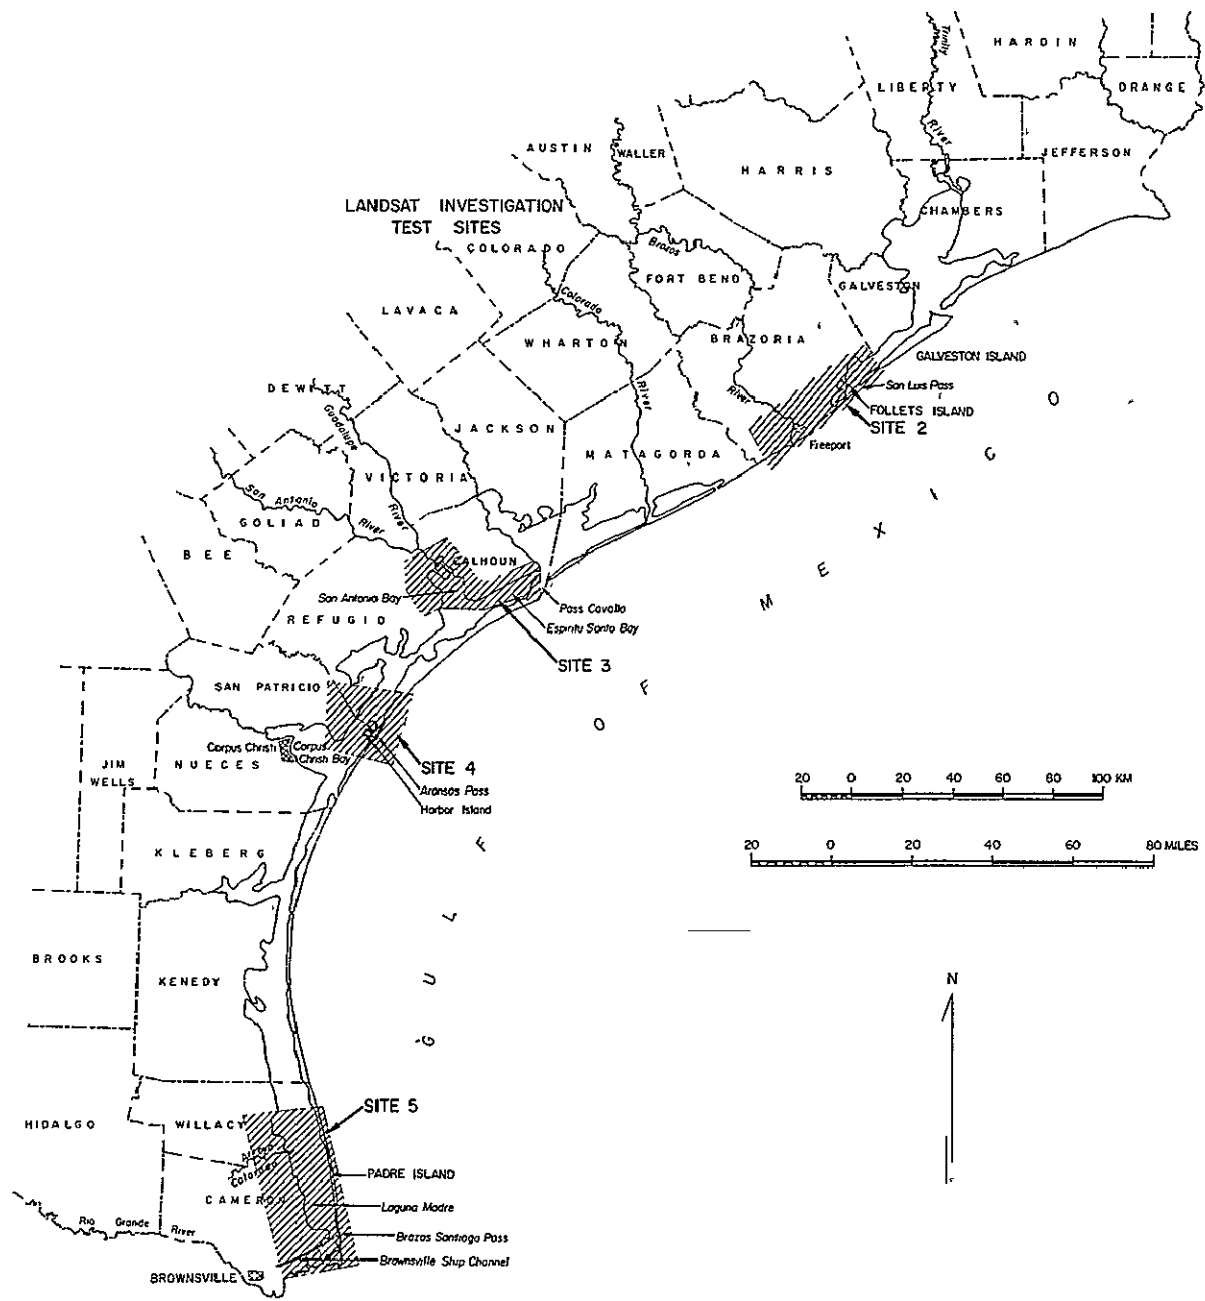 HARDIN
LIBERTY
ORANGE
Trinity
River
JEFFERSON
AUSTIN
WALLER
HARRIS
CHAMBERS
LANDSAT INVESTIGATION
TEST SITES
COLORADO
Brazos
FORT BEND
GALVESTON
Colorado
LAVACA
WHARTON
BRAZORIA
GALVESTON ISLAND
San Luis Pass
FOLLETS ISLAND
SITE 2
Freeport
River
River
DEWITT
Guadalupe
JACKSON
MATAGORDA
VICTORIA
San Antonio
River
River
GOLIAD
BEE
CALHOUN
San Antonio Bay
Pass Cavallo
Espiritu Santo Bay
REFUGIO
SITE 3
GULF OF MEXICO
SAN PATRICIO
Corpus Christi
Corpus
Christi Bay
NUECES
JIM
WELLS
SITE 4
Aransas Pass
Harbor Island
20 0 20 40 60 80 100 KM
20 0 20 40 60 80 MILES
KLEBERG
BROOKS
KENEDY
N
SITE 5
HIDALGO
WILLACY
Arroyo
Colorado
PADRE ISLAND
CAMERON
Laguna Madre
Rio Grande River
Brazos Santiago Pass
Brownsville Ship Channel
BROWNSVILLE